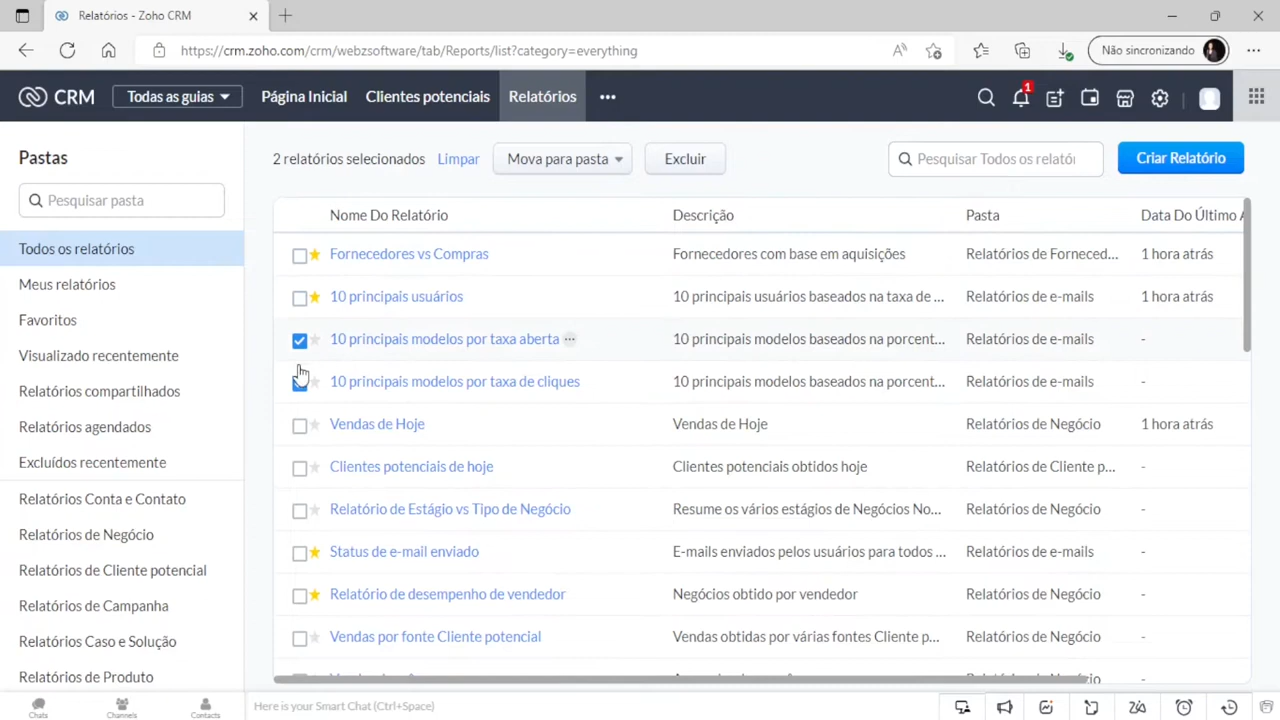 Relatórios - Zoho CRM
https://crm.zoho.com/crm/webzsoftware/tab/Reports/list?category=everything
Não sincronizando
CRM
Todas as guias
Página Inicial
Clientes potenciais
Relatórios
1
Pastas
Pesquisar pasta
Todos os relatórios
Meus relatórios
Favoritos
Visualizado recentemente
Relatórios compartilhados
Relatórios agendados
Excluídos recentemente
Relatórios Conta e Contato
Relatórios de Negócio
Relatórios de Cliente potencial
Relatórios de Campanha
Relatórios Caso e Solução
Relatórios de Produto
2 relatórios selecionados
Limpar
Mova para pasta
Excluir
Pesquisar Todos os relató
Criar Relatório
Nome Do Relatório Descrição Pasta Data Do Último
Fornecedores vs Compras Fornecedores com base em aquisições Relatórios de Forneced... 1 hora atrás
10 principais usuários 10 principais usuários baseados na taxa de ... Relatórios de e-mails 1 hora atrás
10 principais modelos por taxa aberta ... 10 principais modelos baseados na porcent... Relatórios de e-mails -
10 principais modelos por taxa de cliques 10 principais modelos baseados na porcent... Relatórios de e-mails -
Vendas de Hoje Vendas de Hoje Relatórios de Negócio 1 hora atrás
Clientes potenciais de hoje Clientes potenciais obtidos hoje Relatórios de Cliente p... -
Relatório de Estágio vs Tipo de Negócio Resume os vários estágios de Negócios No... Relatórios de Negócio -
Status de e-mail enviado E-mails enviados pelos usuários para todos ... Relatórios de e-mails -
Relatório de desempenho de vendedor Negócios obtido por vendedor Relatórios de Negócio -
Vendas por fonte Cliente potencial Vendas obtidas por várias fontes Cliente p... Relatórios de Negócio -
Chats
Channels
Contacts
Here is your Smart Chat (Ctrl+Space)